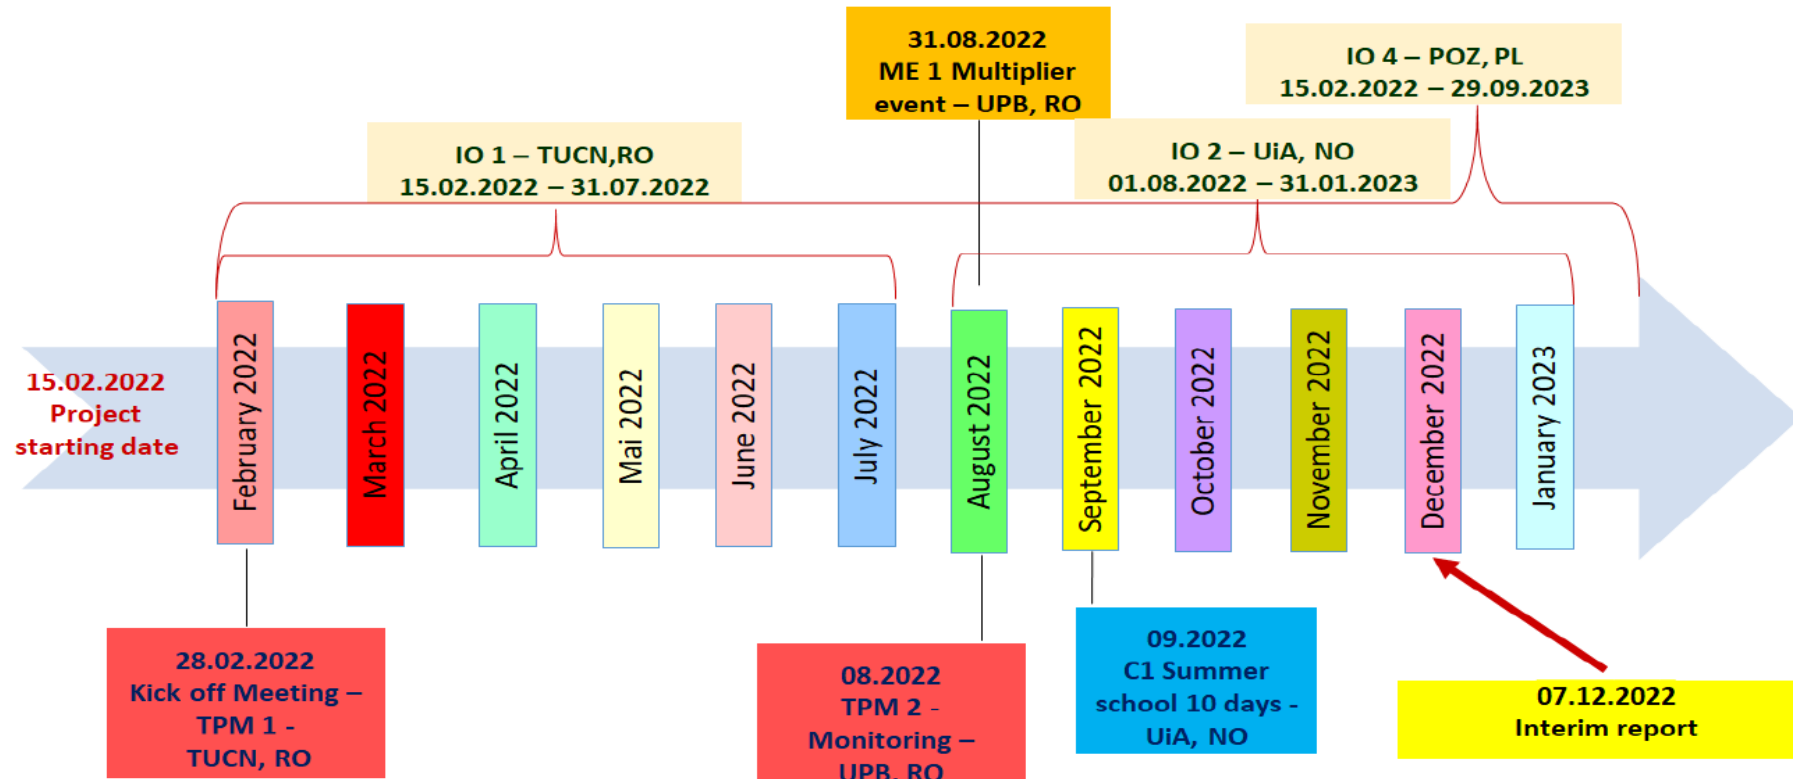 31.08.2022
ME 1 Multiplier
event – UPB, RO
IO 4 – POZ, PL
15.02.2022 – 29.09.2023
IO 1 – TUCN,RO
15.02.2022 – 31.07.2022
IO 2 – UiA, NO
01.08.2022 – 31.01.2023
15.02.2022
Project
starting date
February 2022
March 2022
April 2022
Mai 2022
June 2022
July 2022
August 2022
September 2022
October 2022
November 2022
December 2022
January 2023
28.02.2022
Kick off Meeting –
TPM 1 -
TUCN, RO
08.2022
TPM 2 -
Monitoring –
UPB, RO
09.2022
C1 Summer
school 10 days -
UiA, NO
07.12.2022
Interim report